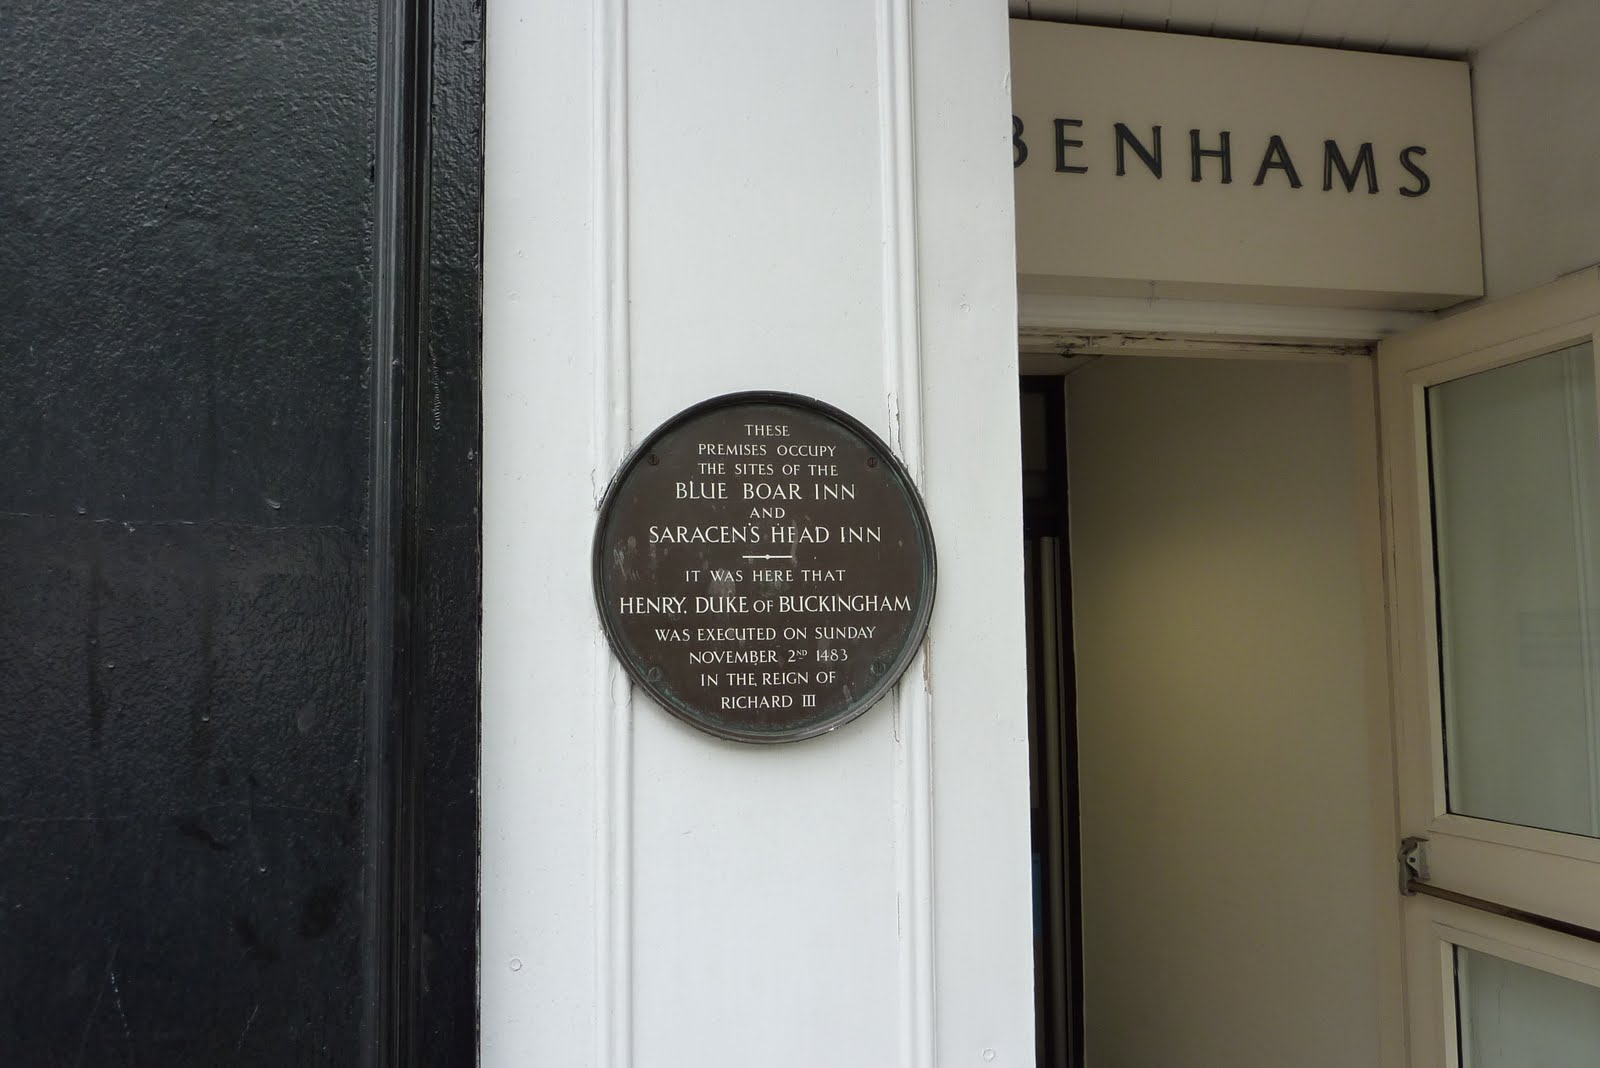 THESE
PREMISES OCCUPY
THE SITES OF THE
BLUE BOAR INN
AND
SARACEN'S HEAD INN
IT WAS HERE THAT
HENRY, DUKE OF BUCKINGHAM
WAS EXECUTED ON SUNDAY
NOVEMBER 2ND 1483
IN THE REIGN OF
RICHARD III
BENHAMS